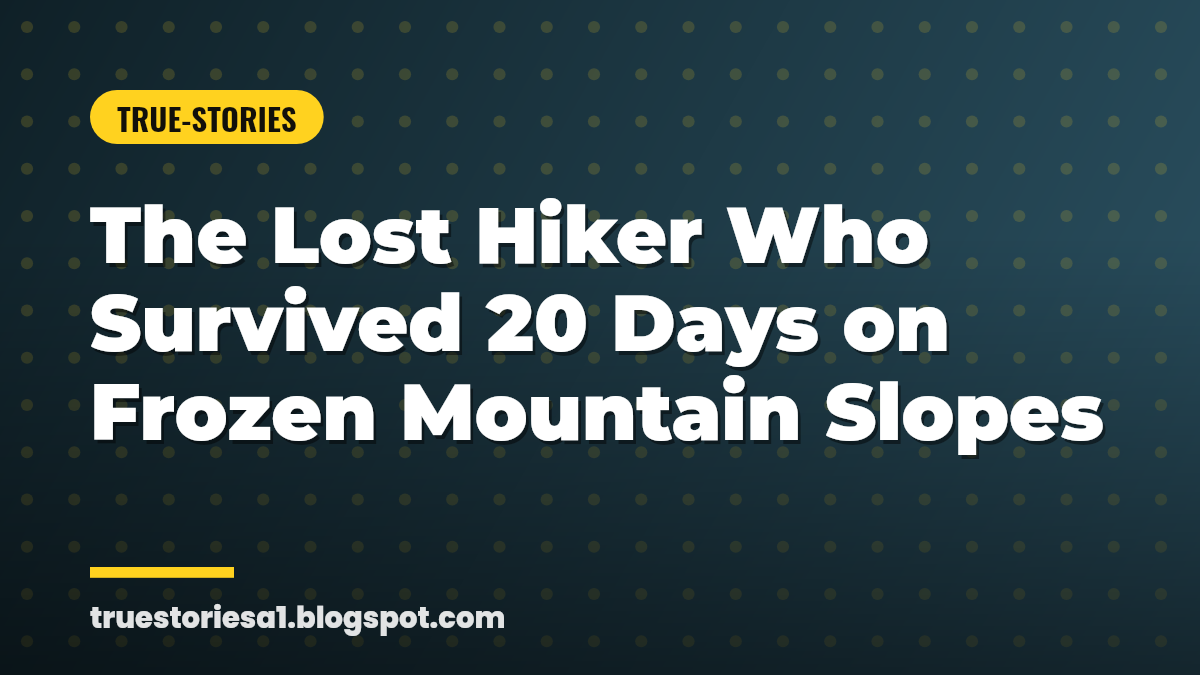 TRUE-STORIES
The Lost Hiker Who
Survived 20 Days on
Frozen Mountain Slopes
truestoriesa1.blogspot.com